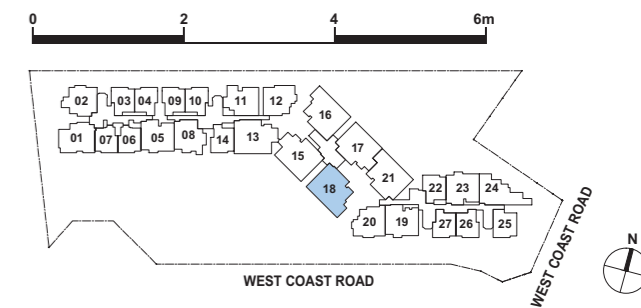 0 2 4 6m
02 03 04 09 10 11 12 16
01 07 06 05 08 14 13 15 17
18 21 22 23 24
20 19 27 26 25
WEST COAST ROAD
WEST COAST ROAD
N